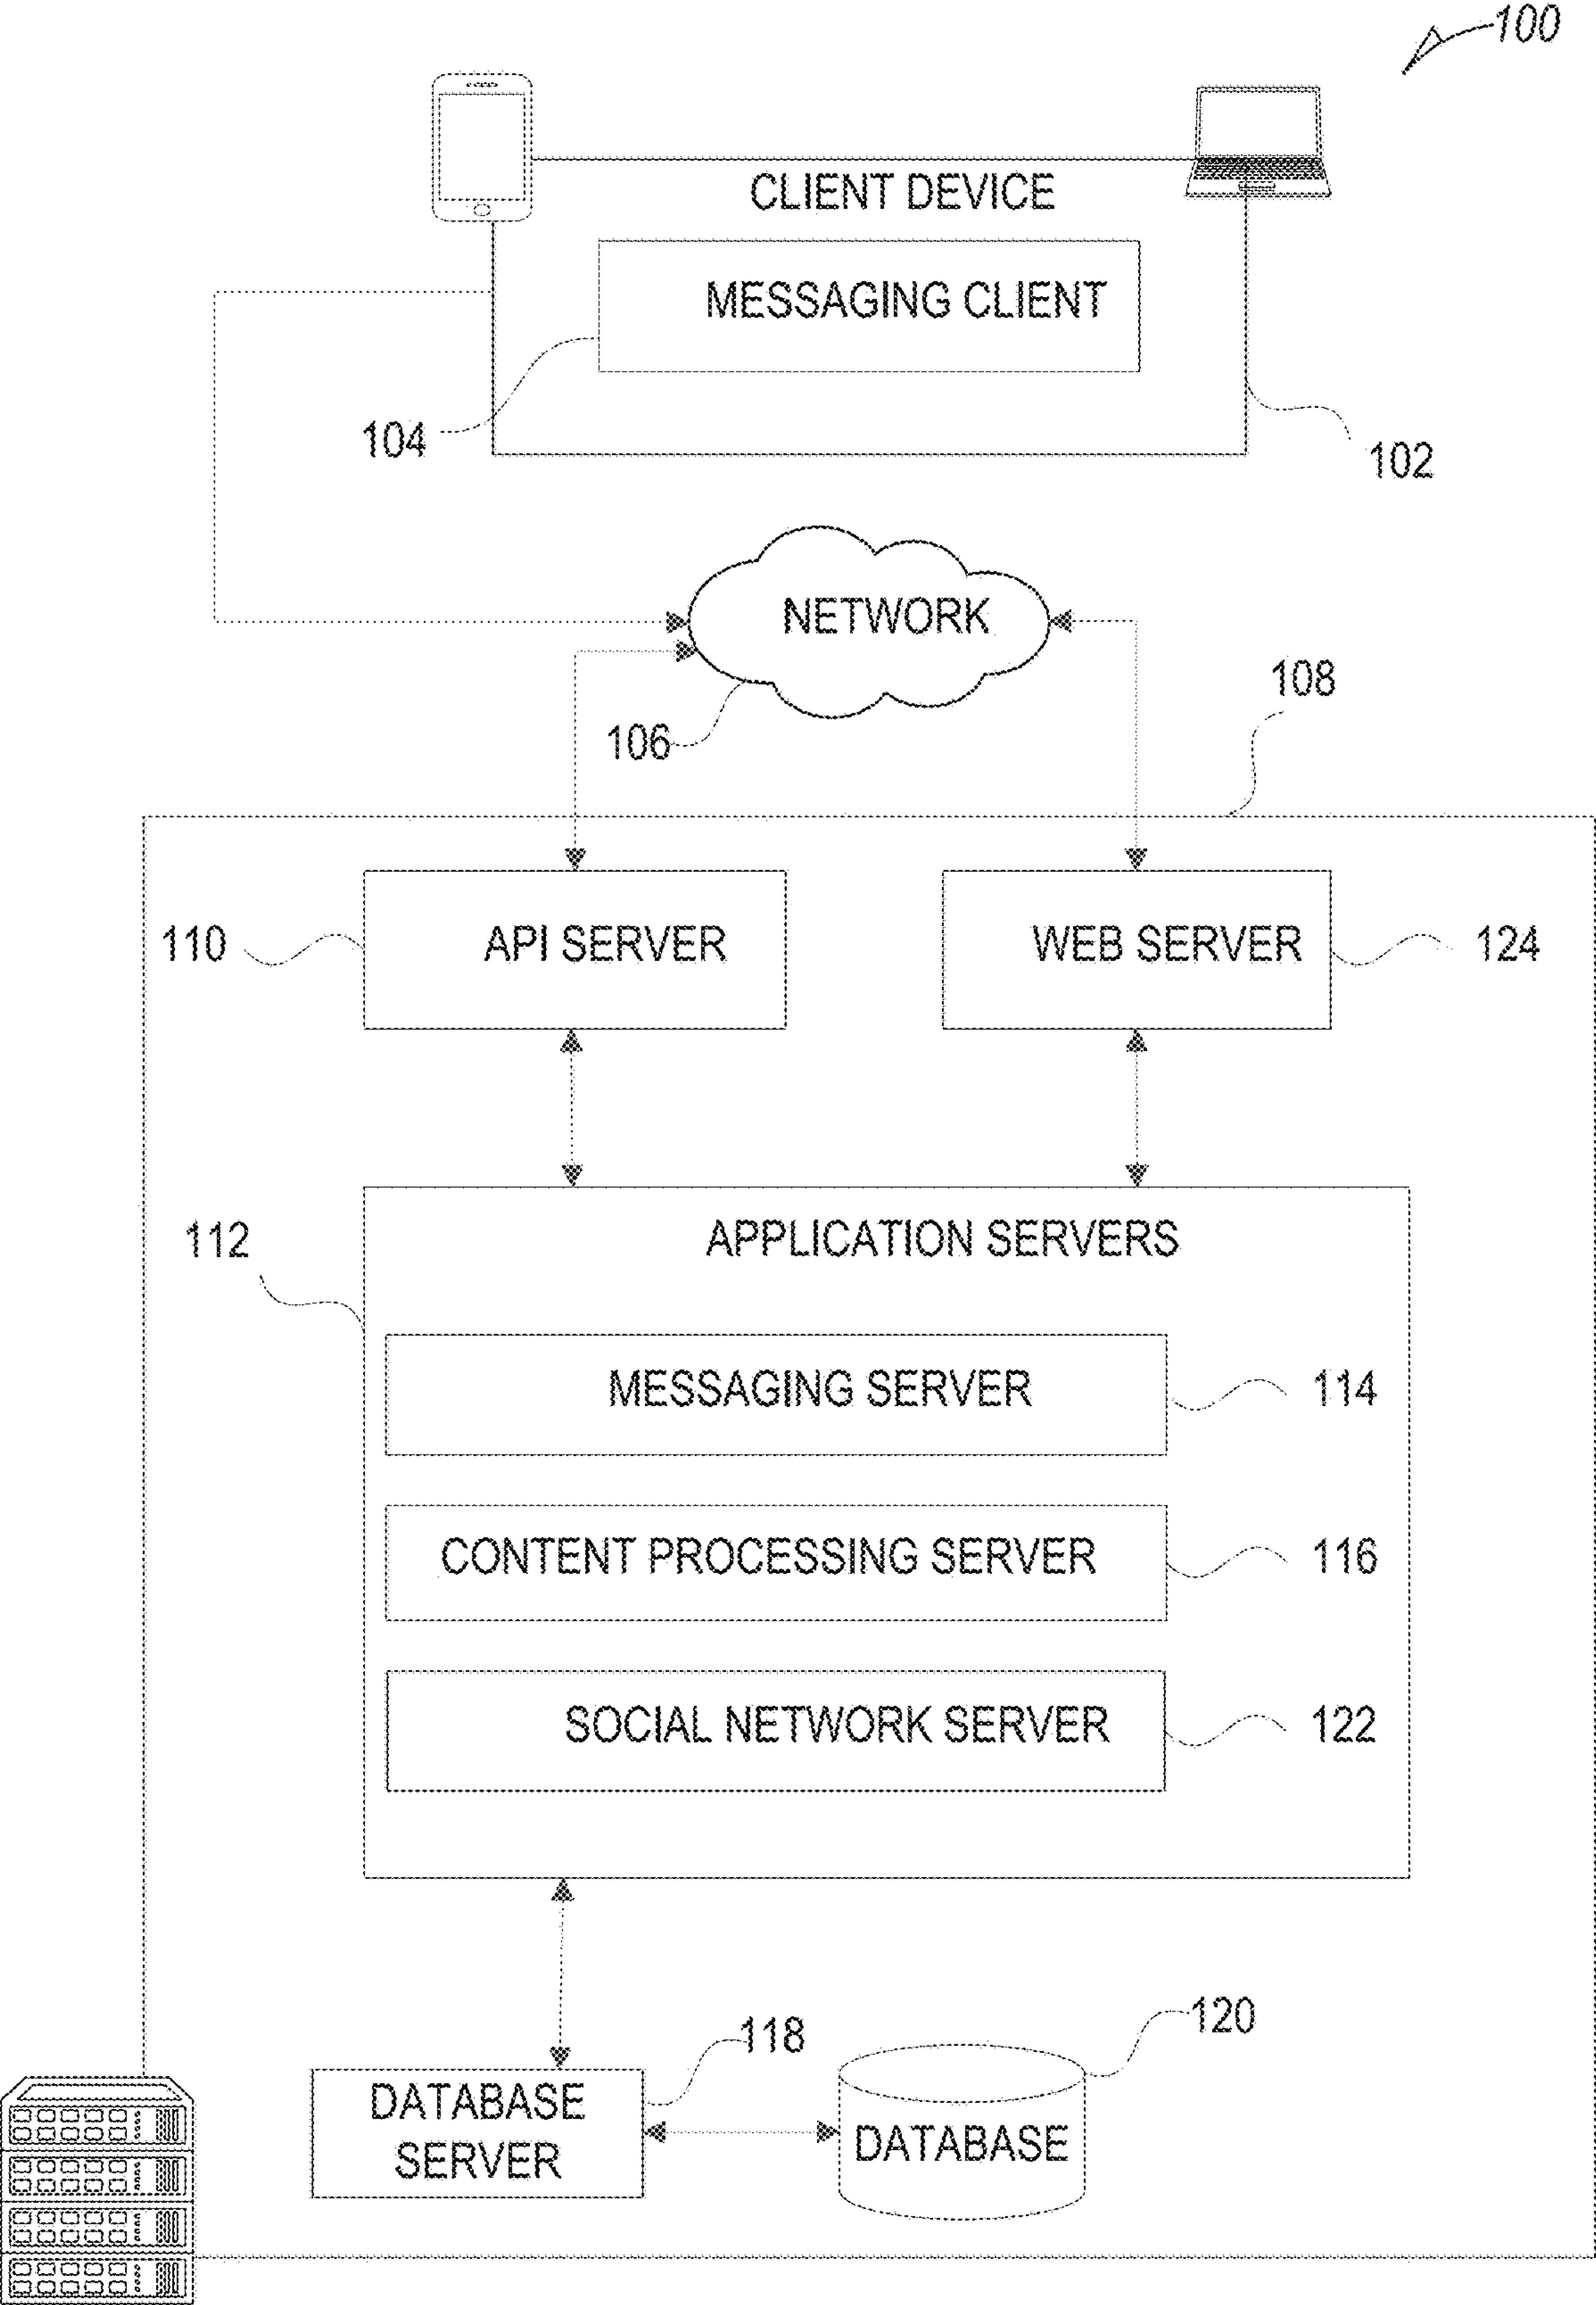 100
CLIENT DEVICE
MESSAGING CLIENT
104
102
NETWORK
106
108
110
API SERVER
WEB SERVER
124
112
APPLICATION SERVERS
MESSAGING SERVER
114
CONTENT PROCESSING SERVER
116
SOCIAL NETWORK SERVER
122
118
120
DATABASE
SERVER
DATABASE